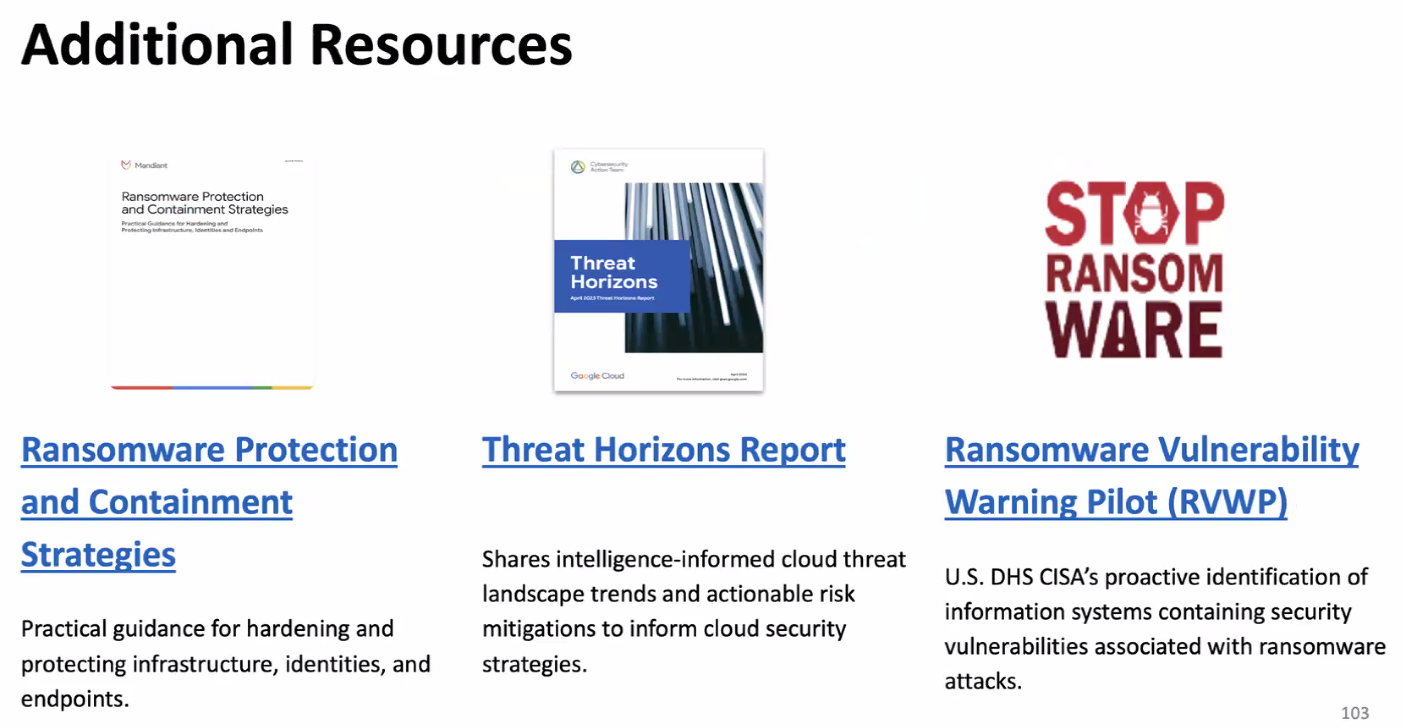 Additional Resources
Mandiant
Ransomware Protection
and Containment Strategies
Practical Guidance for Hardening and
Protecting Infrastructure, Identities and Endpoints
Cybersecurity
Action Team
Threat
Horizons
April 2023 Threat Horizons Report
Google Cloud
STOP
RANSOM
WARE
Ransomware Protection
and Containment
Strategies
Practical guidance for hardening and
protecting infrastructure, identities, and
endpoints.
Threat Horizons Report
Shares intelligence-informed cloud threat
landscape trends and actionable risk
mitigations to inform cloud security
strategies.
Ransomware Vulnerability
Warning Pilot (RVWP)
U.S. DHS CISA’s proactive identification of
information systems containing security
vulnerabilities associated with ransomware
attacks.
103